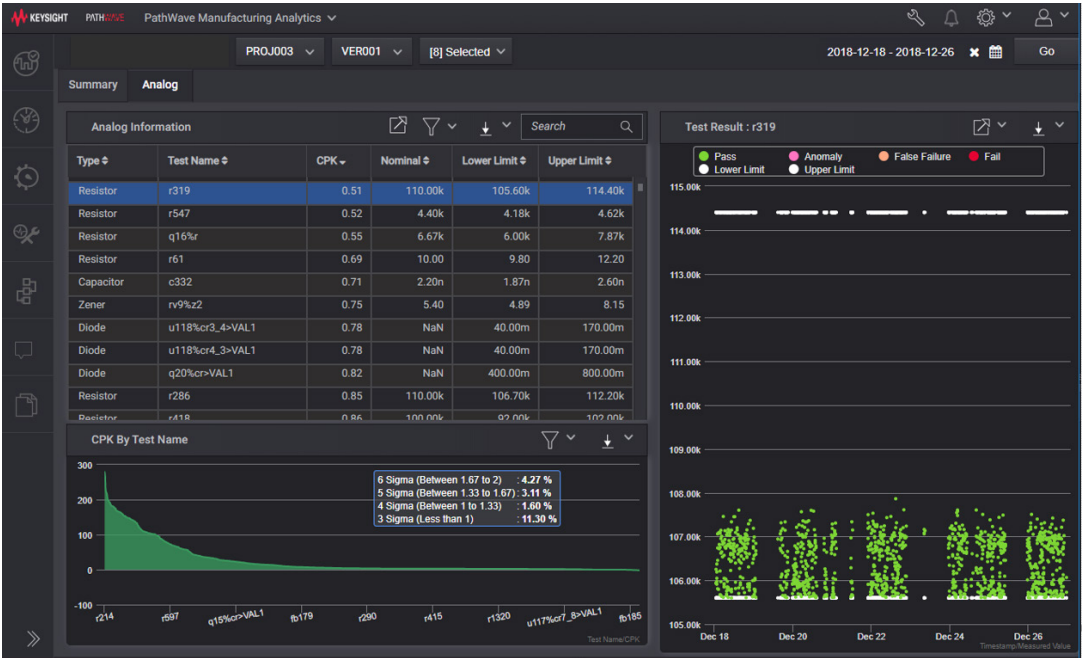 KEYSIGHT PATHWAVE PathWave Manufacturing Analytics
PROJ003 VER001 [8] Selected 2018-12-18 - 2018-12-26 Go
Summary Analog
Analog Information Search
Type Test Name CPK Nominal Lower Limit Upper Limit
Resistor r319 0.51 110.00k 105.60k 114.40k
Resistor r547 0.52 4.40k 4.18k 4.62k
Resistor q16%r 0.55 6.67k 6.00k 7.87k
Resistor r61 0.69 10.00 9.80 12.20
Capacitor c332 0.71 2.20n 1.87n 2.60n
Zener rv9%z2 0.75 5.40 4.89 8.15
Diode u118%cr3_4>VAL1 0.78 NaN 40.00m 170.00m
Diode u118%cr4_3>VAL1 0.78 NaN 40.00m 170.00m
Diode q20%cr>VAL1 0.82 NaN 400.00m 800.00m
Resistor r286 0.85 110.00k 106.70k 112.20k
Resistor r418 0.86 100.00k 92.00k 102.00k
CPK By Test Name
300
200
100
0
-100
6 Sigma (Between 1.67 to 2) : 4.27 %
5 Sigma (Between 1.33 to 1.67) : 3.11 %
4 Sigma (Between 1 to 1.33) : 1.60 %
3 Sigma (Less than 1) : 11.30 %
r214 r597 q15%cr>VAL1 fb179 r290 r415 r1320 u117%cr7_8>VAL1 fb185
Test Name/CPK
Test Result : r319
Pass Anomaly False Failure Fail
Lower Limit Upper Limit
115.00k
114.00k
113.00k
112.00k
111.00k
110.00k
109.00k
108.00k
107.00k
106.00k
105.00k
Dec 18 Dec 20 Dec 22 Dec 24 Dec 26
Timestamp/Measured Value